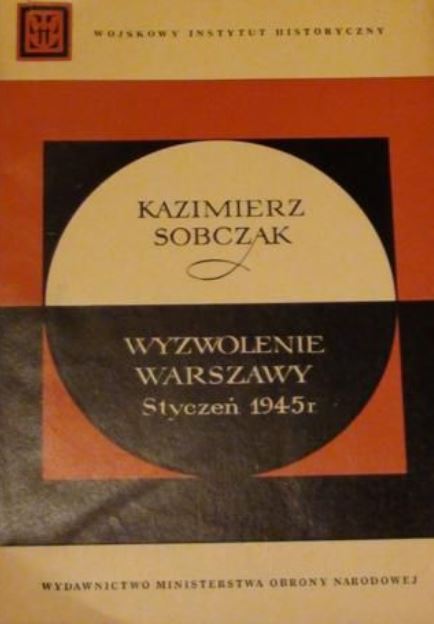 WOJSKOWY INSTYTUT HISTORYCZNY
KAZIMIERZ
SOBCZAK
WYZWOLENIE
WARSZAWY
Styczeń 1945 r
WYDAWNICTWO MINISTERSTWA OBRONY NARODOWEJ